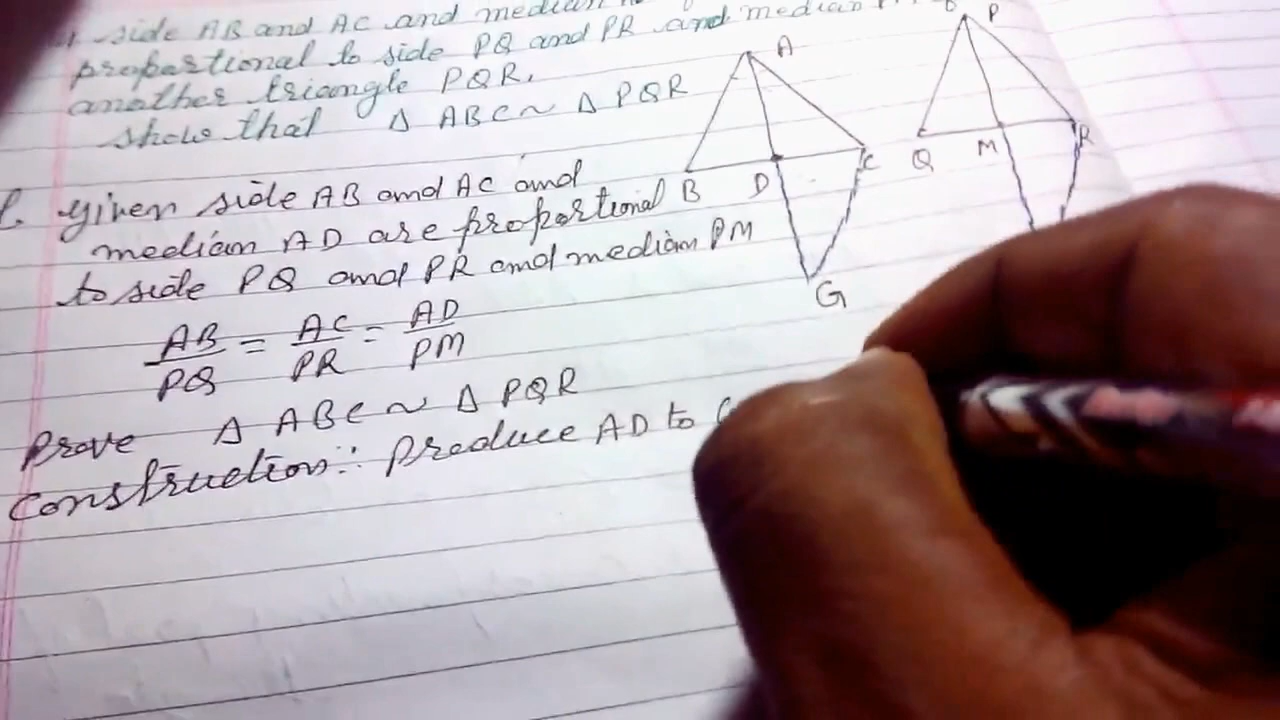 side AB and AC and median
proportional to side PQ and PR and median
another triangle PQR.
show that Δ ABC ~ Δ PQR
given side AB and AC and
median AD are proportional
to side PQ and PR and median PM
AB/PQ = AC/PR = AD/PM
Prove Δ ABC ~ Δ PQR
construction:. produce AD to
A
B
D
C
G
P
Q
M
R